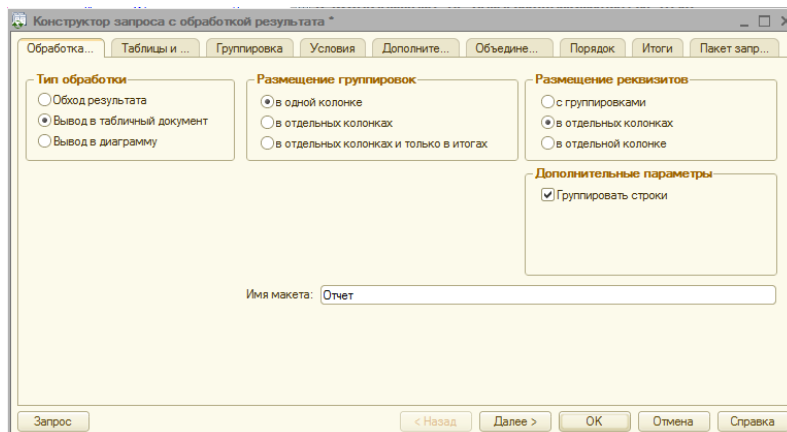 Конструктор запроса с обработкой результата *
Обработка... Таблицы и ... Группировка Условия Дополните... Объедине... Порядок Итоги Пакет запр...
Тип обработки
Обход результата
Вывод в табличный документ
Вывод в диаграмму
Размещение группировок
в одной колонке
в отдельных колонках
в отдельных колонках и только в итогах
Размещение реквизитов
с группировками
в отдельных колонках
в отдельной колонке
Дополнительные параметры
Группировать строки
Имя макета: Отчет
Запрос < Назад Далее > OK Отмена Справка